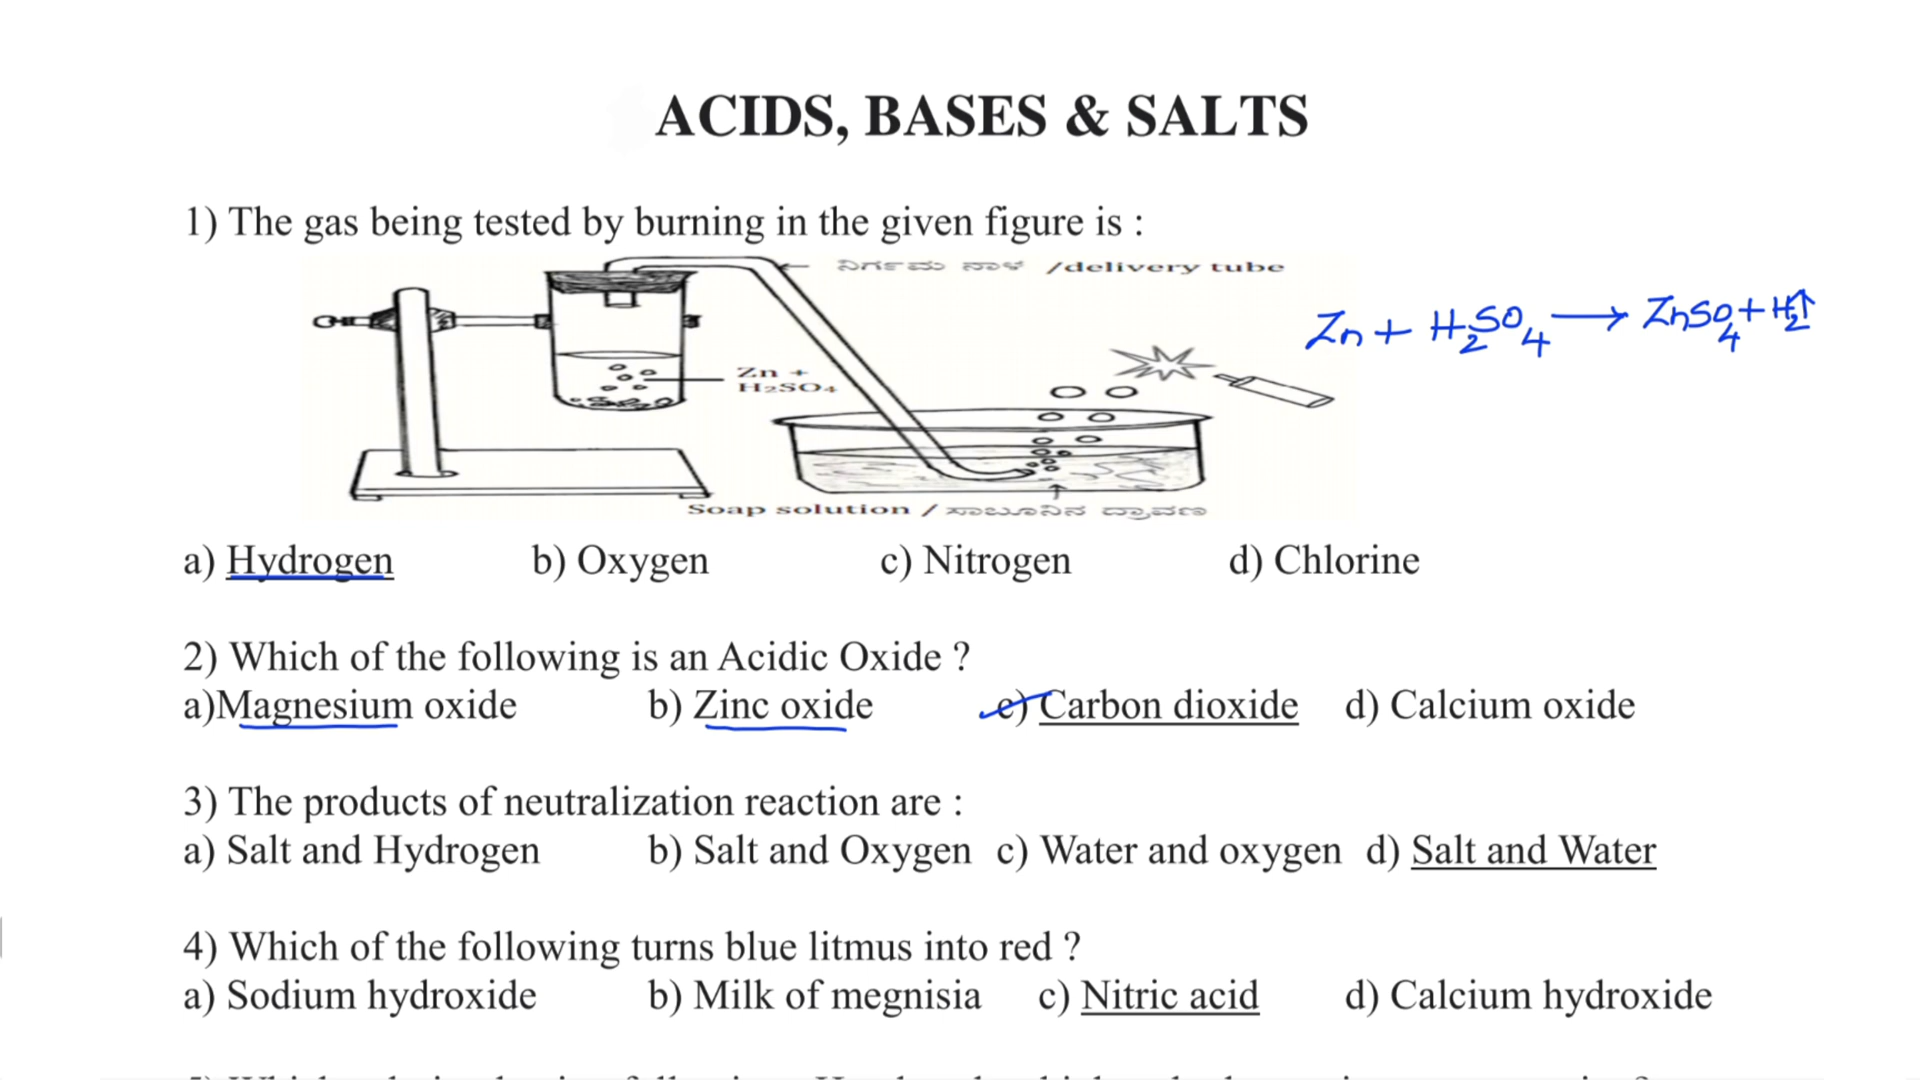 ACIDS, BASES & SALTS
1) The gas being tested by burning in the given figure is :
ನಿರ್ಗಮ ನಾಳ /delivery tube
Zn + H₂SO₄ ⟶ ZnSO₄ + H₂↑
Zn +
H₂SO₄
Soap solution / ಸಾಬೂನಿನ ದ್ರಾವಣ
a) Hydrogen b) Oxygen c) Nitrogen d) Chlorine
2) Which of the following is an Acidic Oxide ?
a)Magnesium oxide b) Zinc oxide c) Carbon dioxide d) Calcium oxide
3) The products of neutralization reaction are :
a) Salt and Hydrogen b) Salt and Oxygen c) Water and oxygen d) Salt and Water
4) Which of the following turns blue litmus into red ?
a) Sodium hydroxide b) Milk of megnisia c) Nitric acid d) Calcium hydroxide